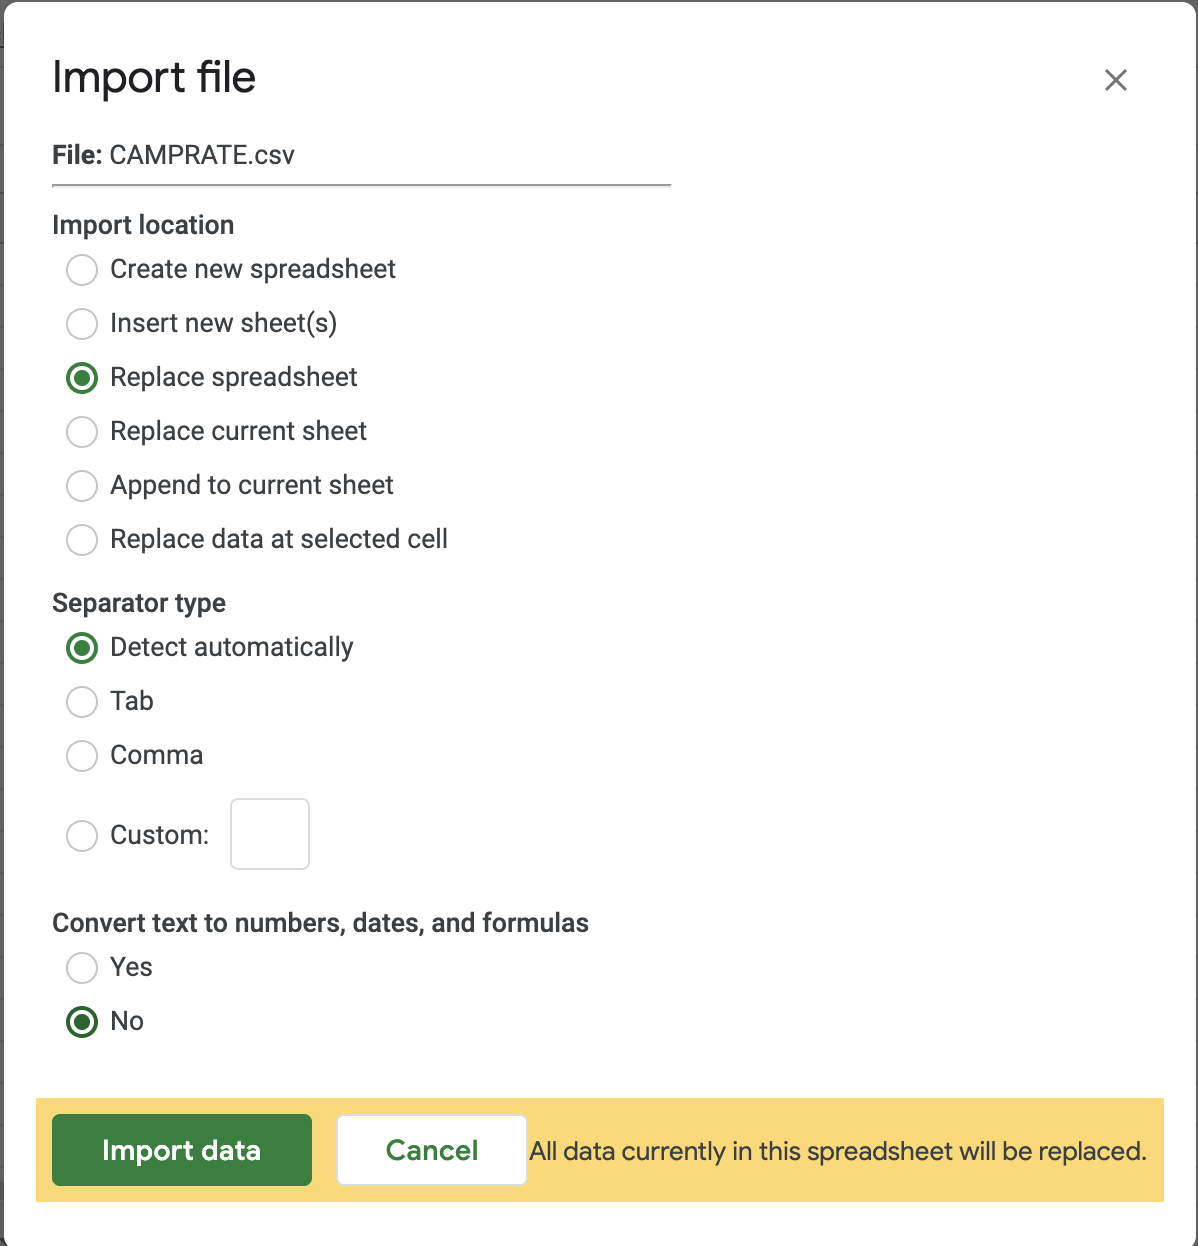 Import file
File: CAMPRATE.csv
Import location
Create new spreadsheet
Insert new sheet(s)
Replace spreadsheet
Replace current sheet
Append to current sheet
Replace data at selected cell
Separator type
Detect automatically
Tab
Comma
Custom:
Convert text to numbers, dates, and formulas
Yes
No
Import data Cancel All data currently in this spreadsheet will be replaced.